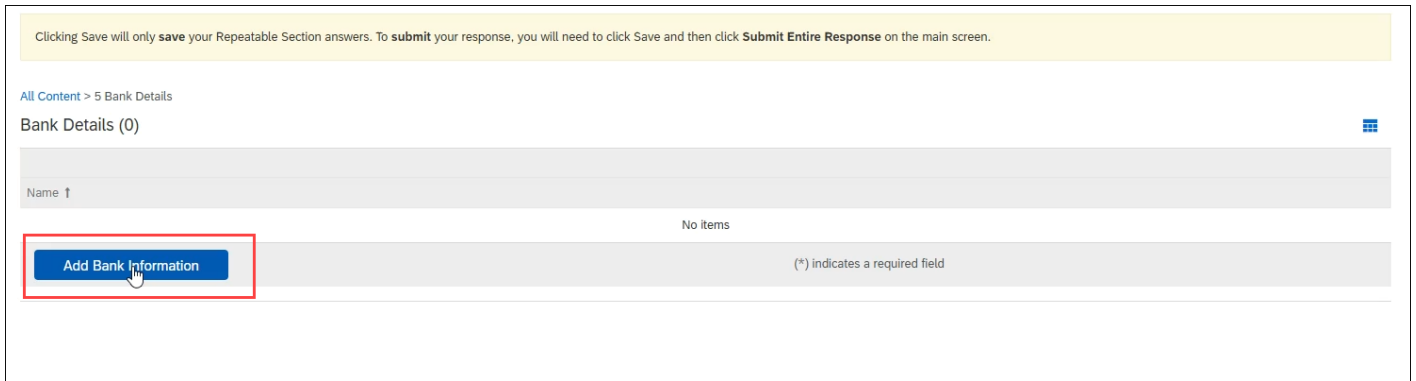 Clicking Save will only save your Repeatable Section answers. To submit your response, you will need to click Save and then click Submit Entire Response on the main screen.
All Content > 5 Bank Details
Bank Details (0)
Name ↑
No items
Add Bank Information
(*) indicates a required field